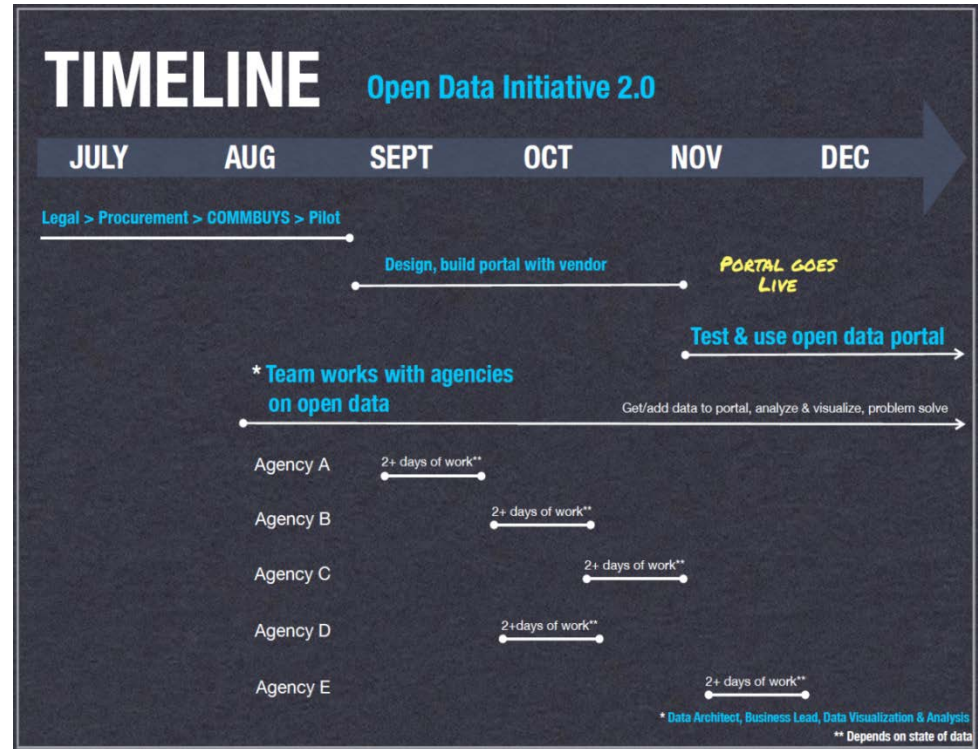 TIMELINE Open Data Initiative 2.0
JULY AUG SEPT OCT NOV DEC
Legal > Procurement > COMMBUYS > Pilot
Design, build portal with vendor
PORTAL GOES
LIVE
Test & use open data portal
* Team works with agencies
on open data
Get/add data to portal, analyze & visualize, problem solve
Agency A 2+ days of work**
Agency B 2+ days of work**
Agency C 2+ days of work**
Agency D 2+days of work**
Agency E 2+ days of work**
* Data Architect, Business Lead, Data Visualization & Analysis
** Depends on state of data